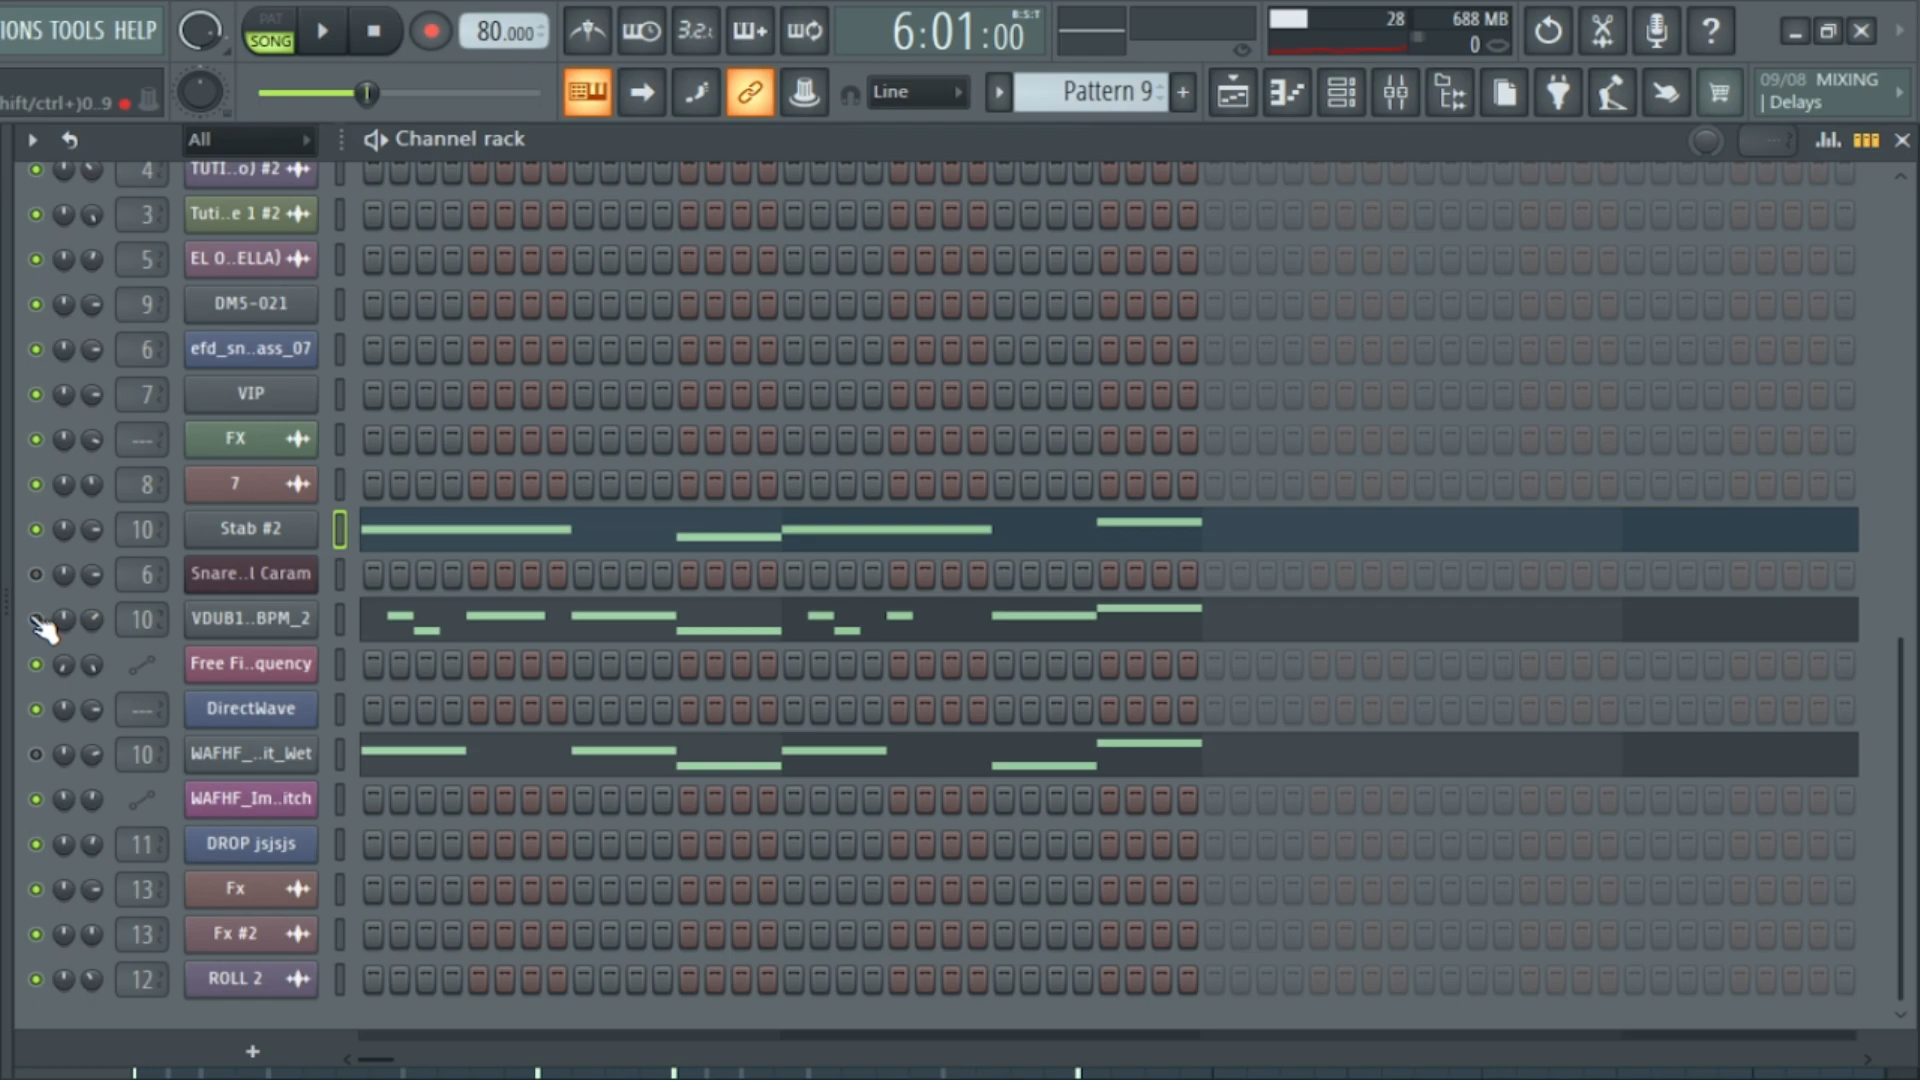 IONS TOOLS HELP
PAT
SONG
80.000
3.2.
6:01:00
B:S:T
28
688 MB
0
hift/ctrl+)0..9
Line
Pattern 9
+
09/08 MIXING
| Delays
All
Channel rack
4 TUTI..o) #2
3 Tuti..e 1 #2
5 EL O..ELLA)
9 DM5-021
6 efd_sn..ass_07
7 VIP
--- FX
8 7
10 Stab #2
6 Snare..l Caram
10 VDUB1..BPM_2
Free Fi..quency
--- DirectWave
10 WAFHF_..it_Wet
WAFHF_Im..itch
11 DROP jsjsjs
13 Fx
13 Fx #2
12 ROLL 2
+